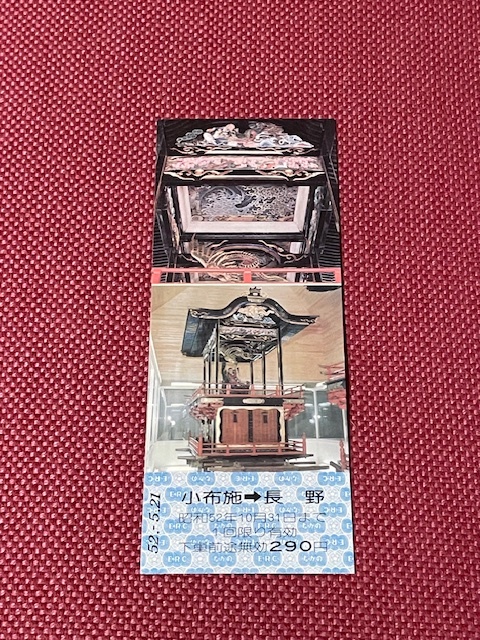 小布施➡長　野
昭和52年10月31日まで
1回限り有効
下車前途無効290円
52.-5.21